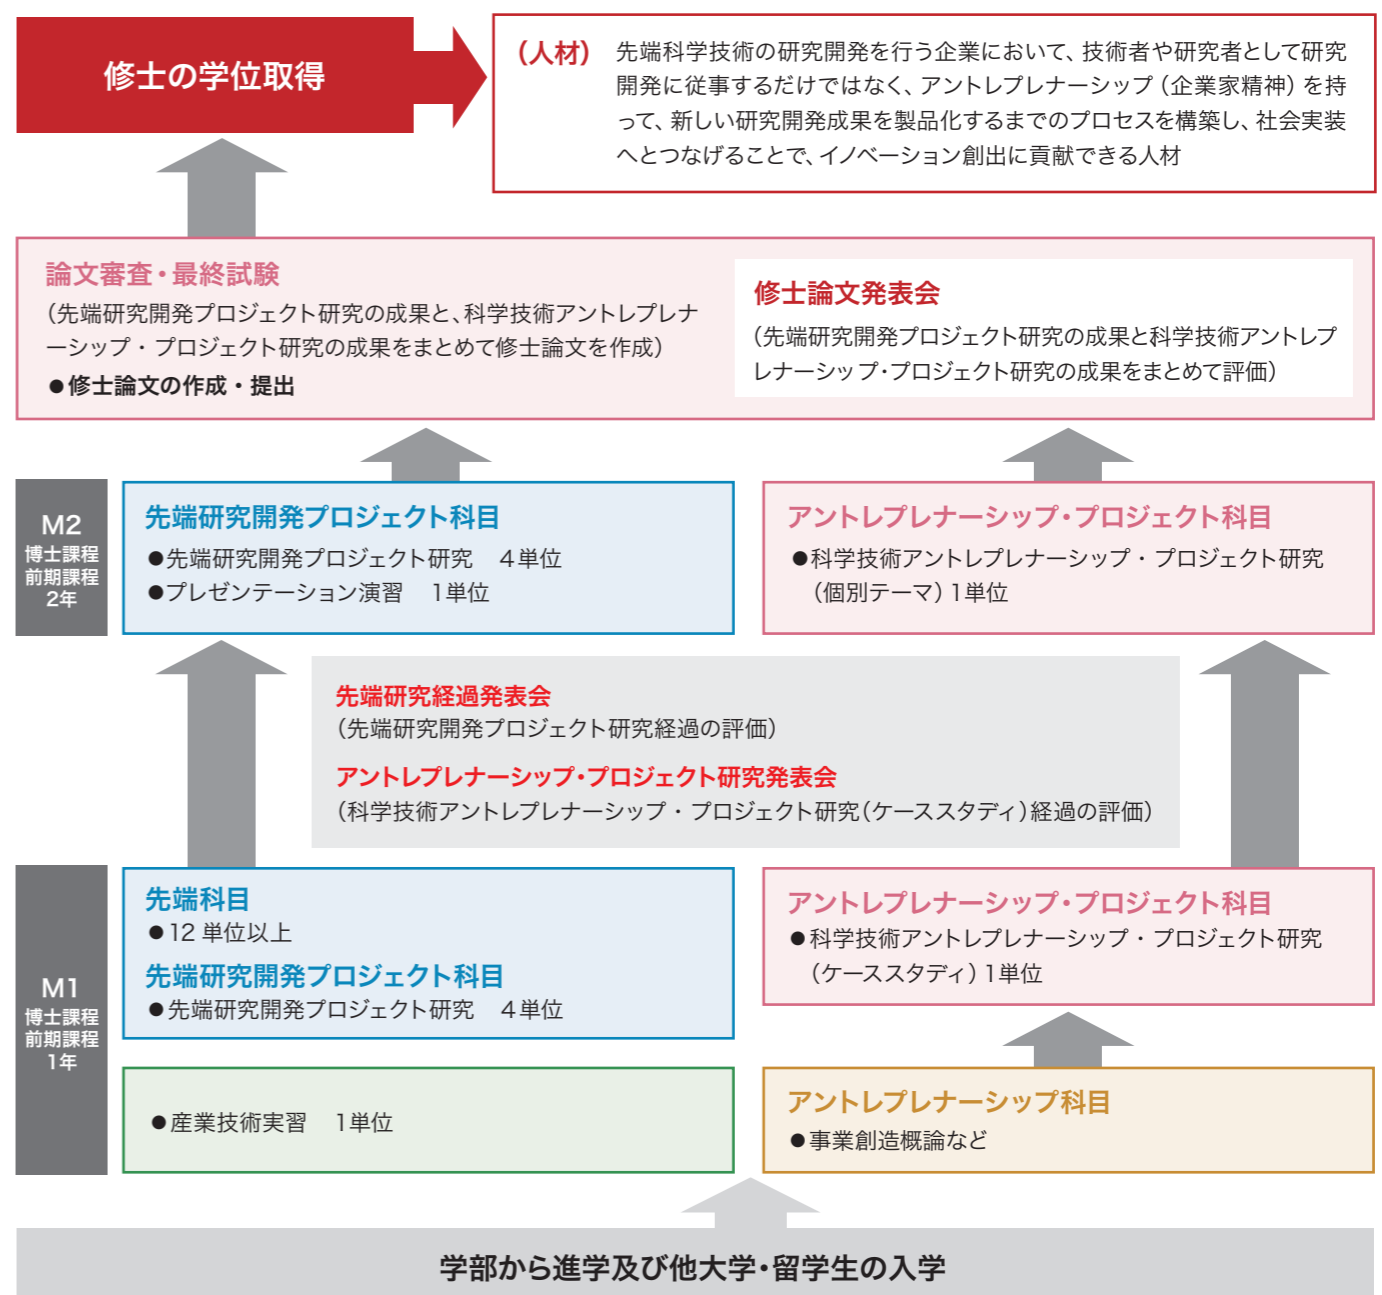 修士の学位取得
（人材）
先端科学技術の研究開発を行う企業において、技術者や研究者として研究
開発に従事するだけではなく、アントレプレナーシップ（企業家精神）を持
って、新しい研究開発成果を製品化するまでのプロセスを構築し、社会実装
へとつなげることで、イノベーション創出に貢献できる人材
論文審査・最終試験
（先端研究開発プロジェクト研究の成果と、科学技術アントレプレナ
ーシップ・プロジェクト研究の成果をまとめて修士論文を作成）
●修士論文の作成・提出
修士論文発表会
（先端研究開発プロジェクト研究の成果と科学技術アントレプ
レナーシップ・プロジェクト研究の成果をまとめて評価）
M2
博士課程
前期課程
2年
先端研究開発プロジェクト科目
●先端研究開発プロジェクト研究　4単位
●プレゼンテーション演習　1単位
アントレプレナーシップ・プロジェクト科目
●科学技術アントレプレナーシップ・プロジェクト研究
（個別テーマ）1単位
先端研究経過発表会
（先端研究開発プロジェクト研究経過の評価）
アントレプレナーシップ・プロジェクト研究発表会
（科学技術アントレプレナーシップ・プロジェクト研究（ケーススタディ）経過の評価）
M1
博士課程
前期課程
1年
先端科目
●12 単位以上
先端研究開発プロジェクト科目
●先端研究開発プロジェクト研究　4単位
アントレプレナーシップ・プロジェクト科目
●科学技術アントレプレナーシップ・プロジェクト研究
（ケーススタディ）1単位
●産業技術実習　1単位
アントレプレナーシップ科目
●事業創造概論など
学部から進学及び他大学・留学生の入学